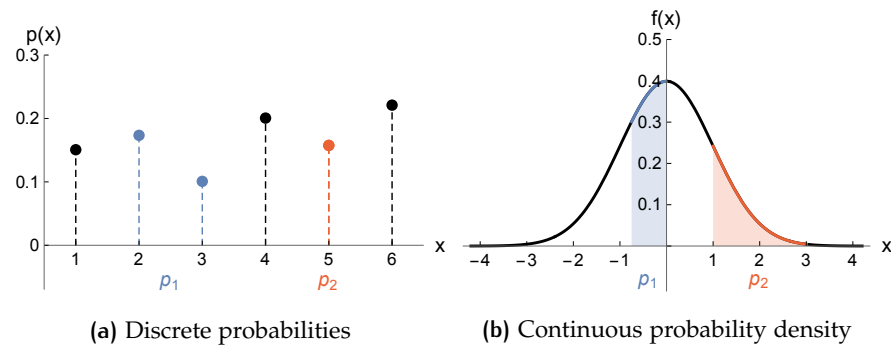 p(x)
0.3
0.2
0.1
0
1 2 3 4 5 6
x
p1 p2
(a) Discrete probabilities
f(x)
0.5
0.4
0.3
0.2
0.1
−4 −3 −2 −1 1 2 3 4
x
p1 p2
(b) Continuous probability density